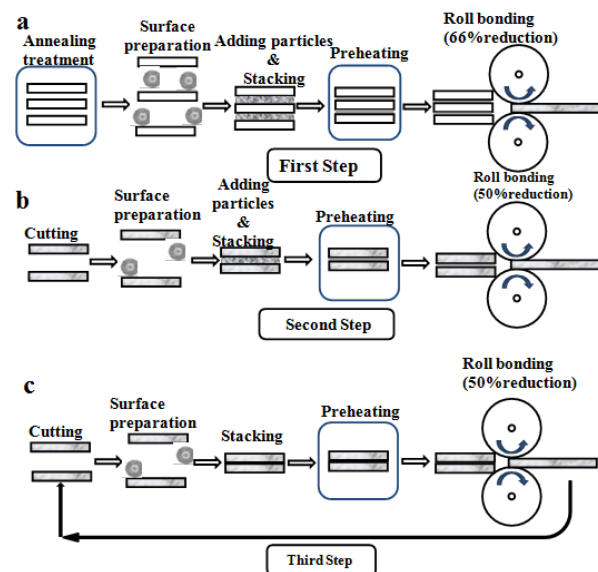 a
Annealing
treatment
Surface
preparation
Adding particles
&
Stacking
Preheating
Roll bonding
(66%reduction)
First Step
b
Cutting
Surface
preparation
Adding
particles
&
Stacking
Preheating
Roll bonding
(50%reduction)
Second Step
c
Cutting
Surface
preparation
Stacking
Preheating
Roll bonding
(50%reduction)
Third Step